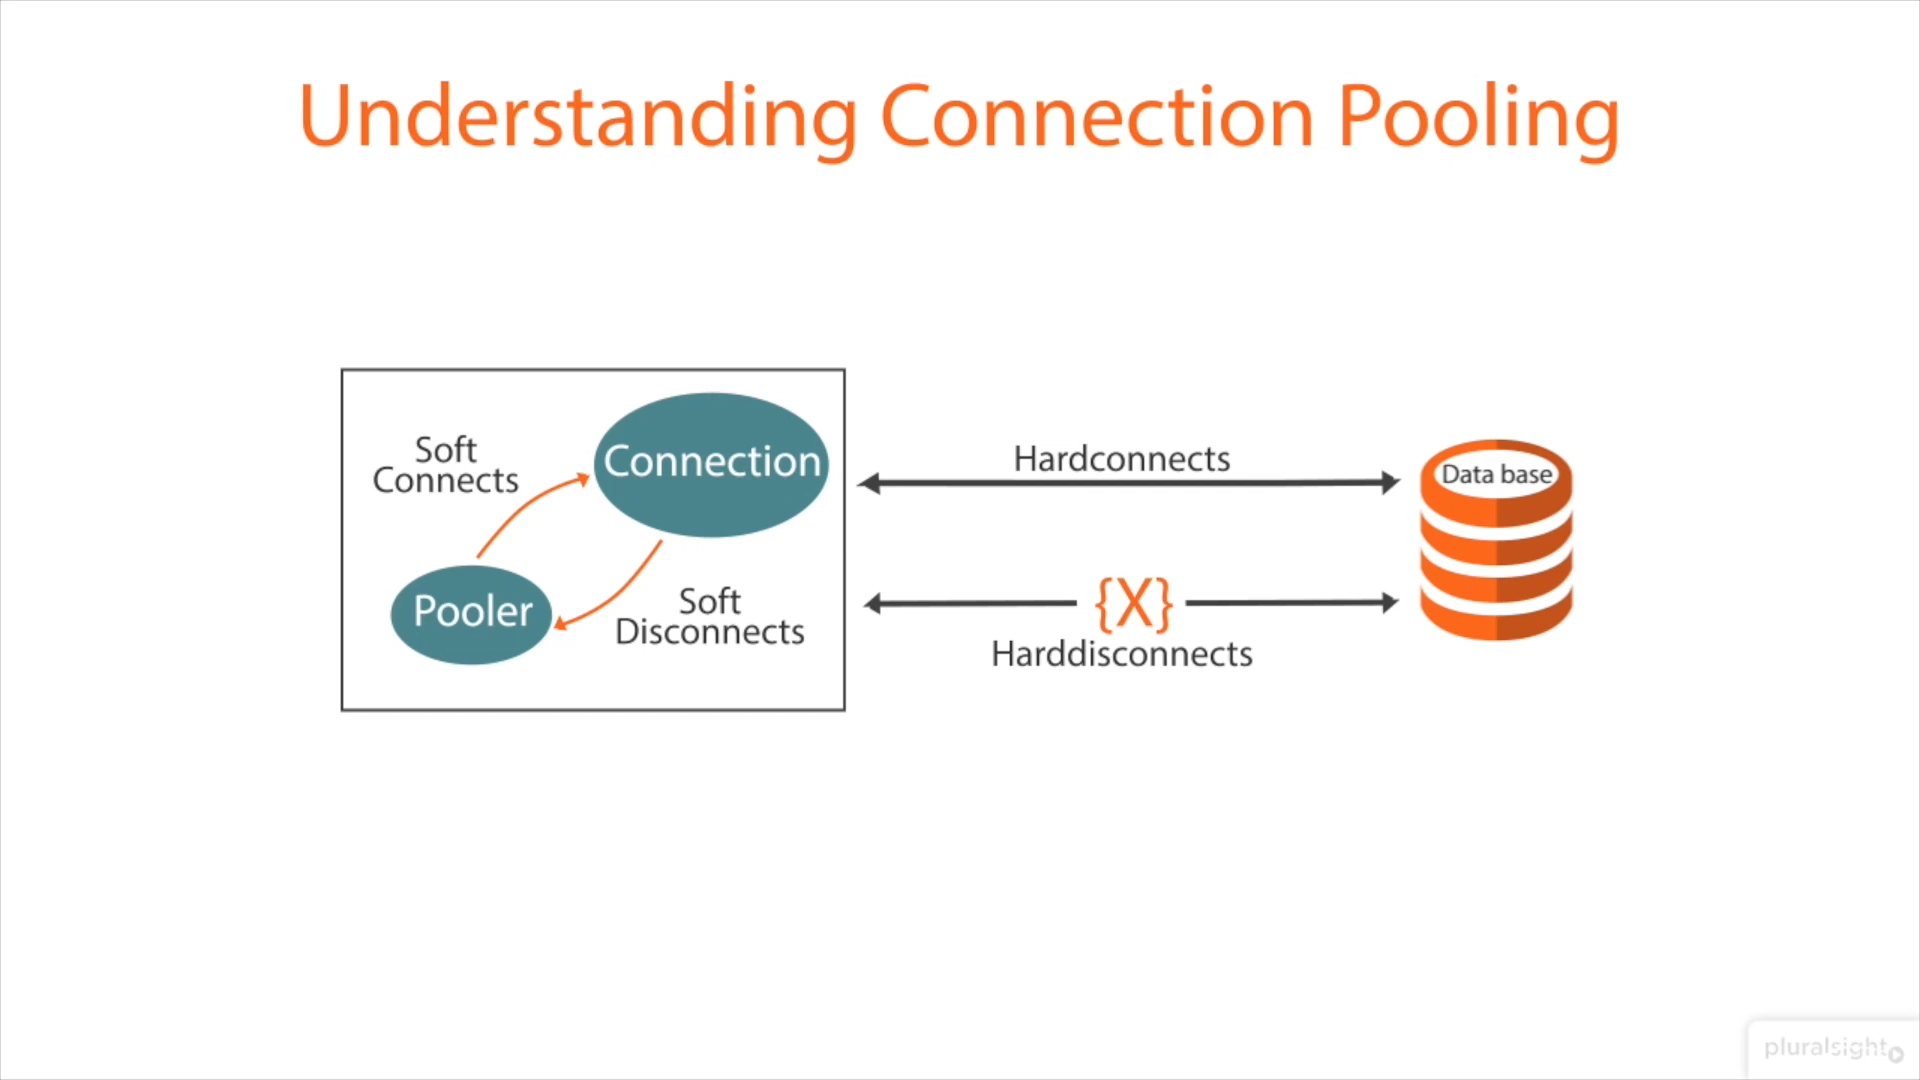 Understanding Connection Pooling
Soft
Connects
Connection
Pooler
Soft
Disconnects
Hardconnects
{X}
Harddisconnects
Data base
pluralsight